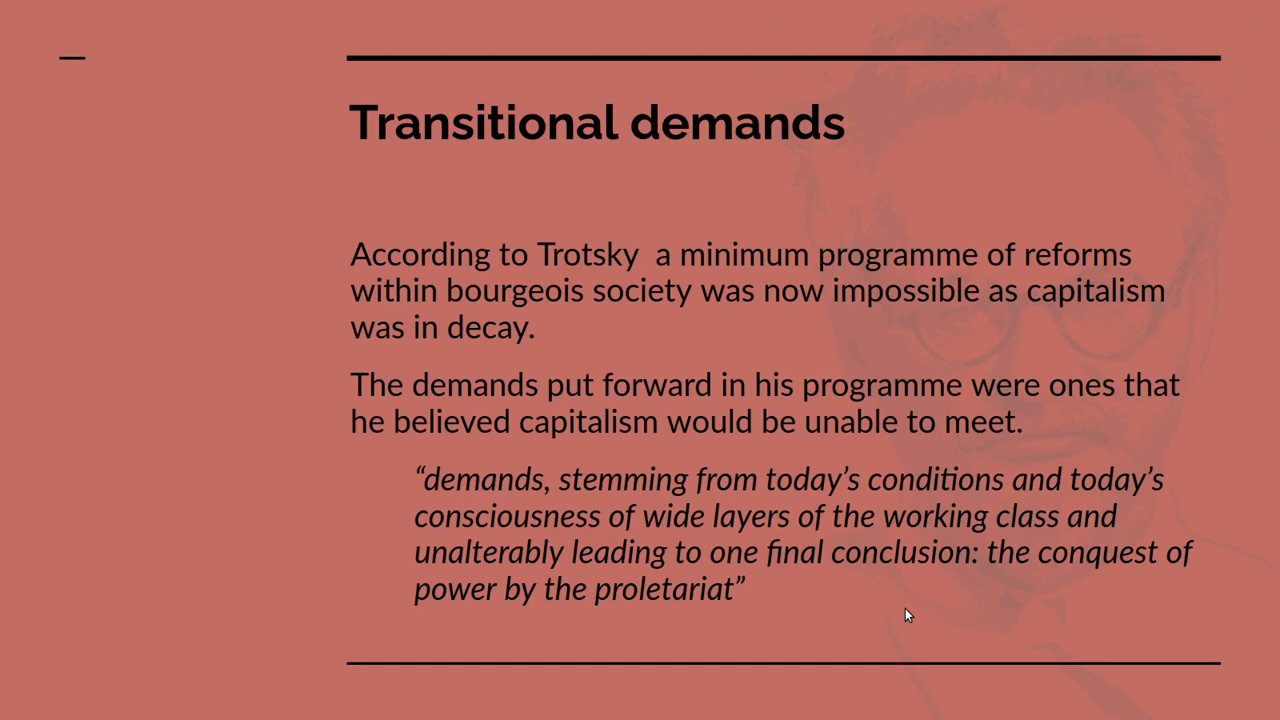 Transitional demands
According to Trotsky  a minimum programme of reforms
within bourgeois society was now impossible as capitalism
was in decay.
The demands put forward in his programme were ones that
he believed capitalism would be unable to meet.
“demands, stemming from today’s conditions and today’s
consciousness of wide layers of the working class and
unalterably leading to one final conclusion: the conquest of
power by the proletariat”